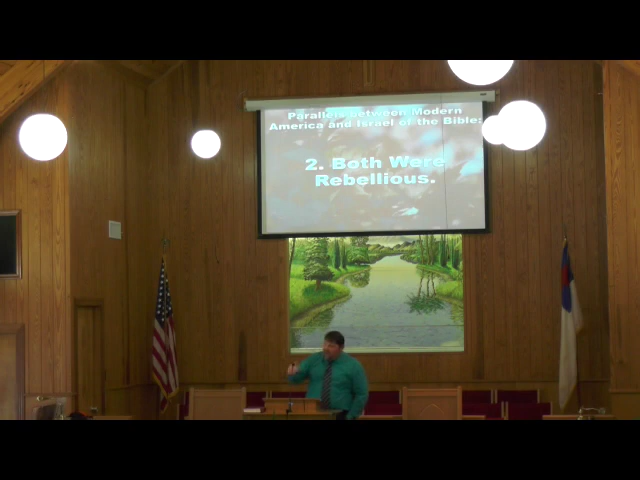 Parallels Between Modern
America and Israel of the Bible:
2. Both Were
Rebellious.